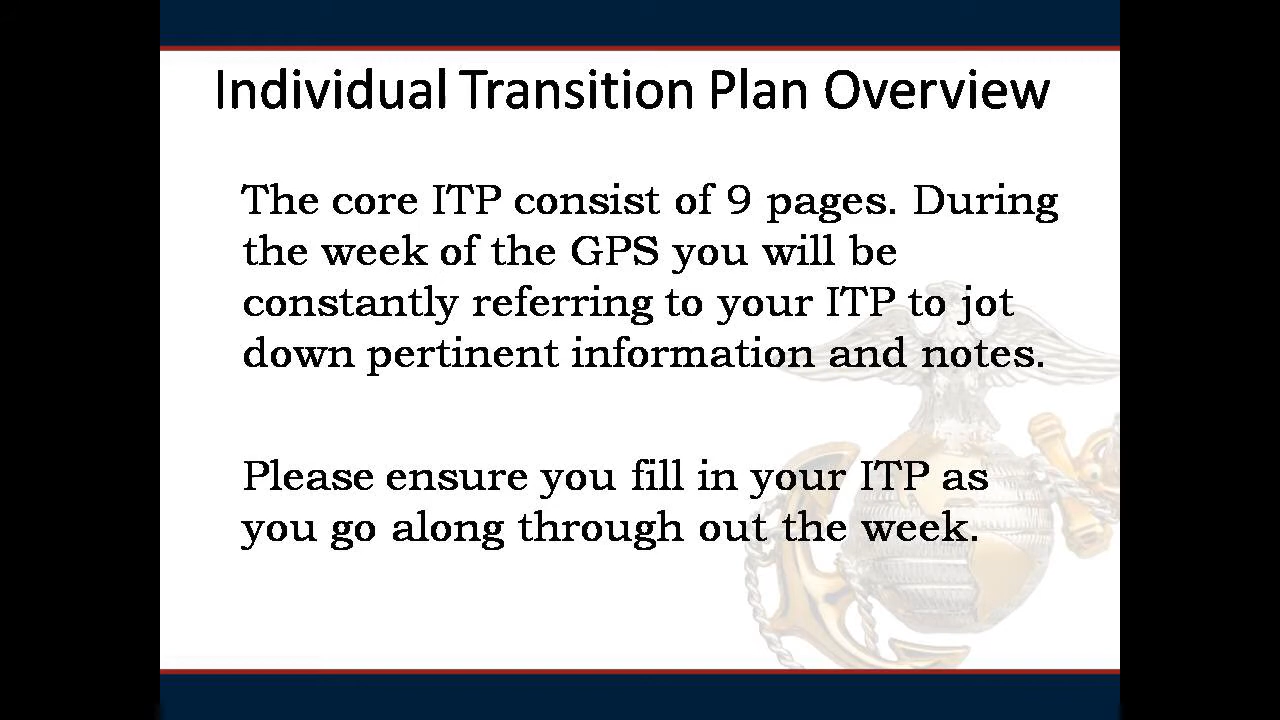 Individual Transition Plan Overview
The core ITP consist of 9 pages. During
the week of the GPS you will be
constantly referring to your ITP to jot
down pertinent information and notes.
Please ensure you fill in your ITP as
you go along through out the week.